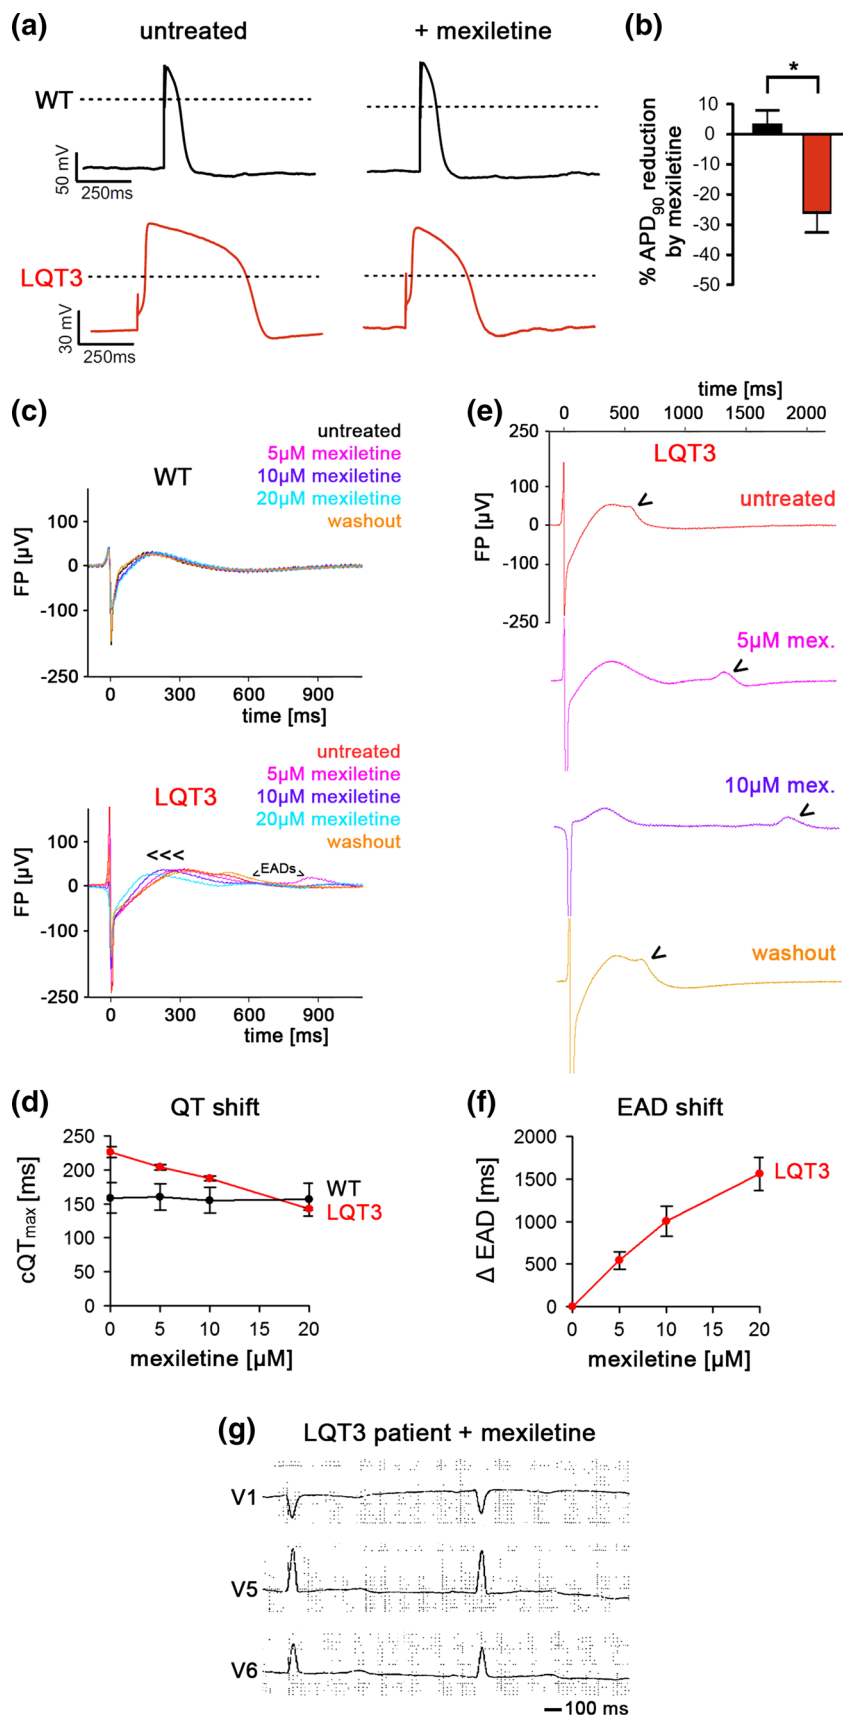 (a)
untreated
+ mexiletine
WT
50 mV
250ms
LQT3
30 mV
250ms
(b)
*
% APD90 reduction
by mexiletine
10
0
-10
-20
-30
-40
-50
(c)
WT
untreated
5µM mexiletine
10µM mexiletine
20µM mexiletine
washout
FP [µV]
100
0
-100
-250
0 300 600 900
time [ms]
LQT3
untreated
5µM mexiletine
10µM mexiletine
20µM mexiletine
washout
<<<
EADs
FP [µV]
100
0
-100
-250
0 300 600 900
time [ms]
(e)
time [ms]
0 500 1000 1500 2000
LQT3
FP [µV]
250
100
0
-100
-250
untreated
5µM mex.
10µM mex.
washout
(d)
QT shift
cQTmax [ms]
250
200
150
100
50
0
WT
LQT3
0 5 10 15 20
mexiletine [µM]
(f)
EAD shift
Δ EAD [ms]
2000
1500
1000
500
0
LQT3
0 5 10 15 20
mexiletine [µM]
(g)
LQT3 patient + mexiletine
V1
V5
V6
100 ms